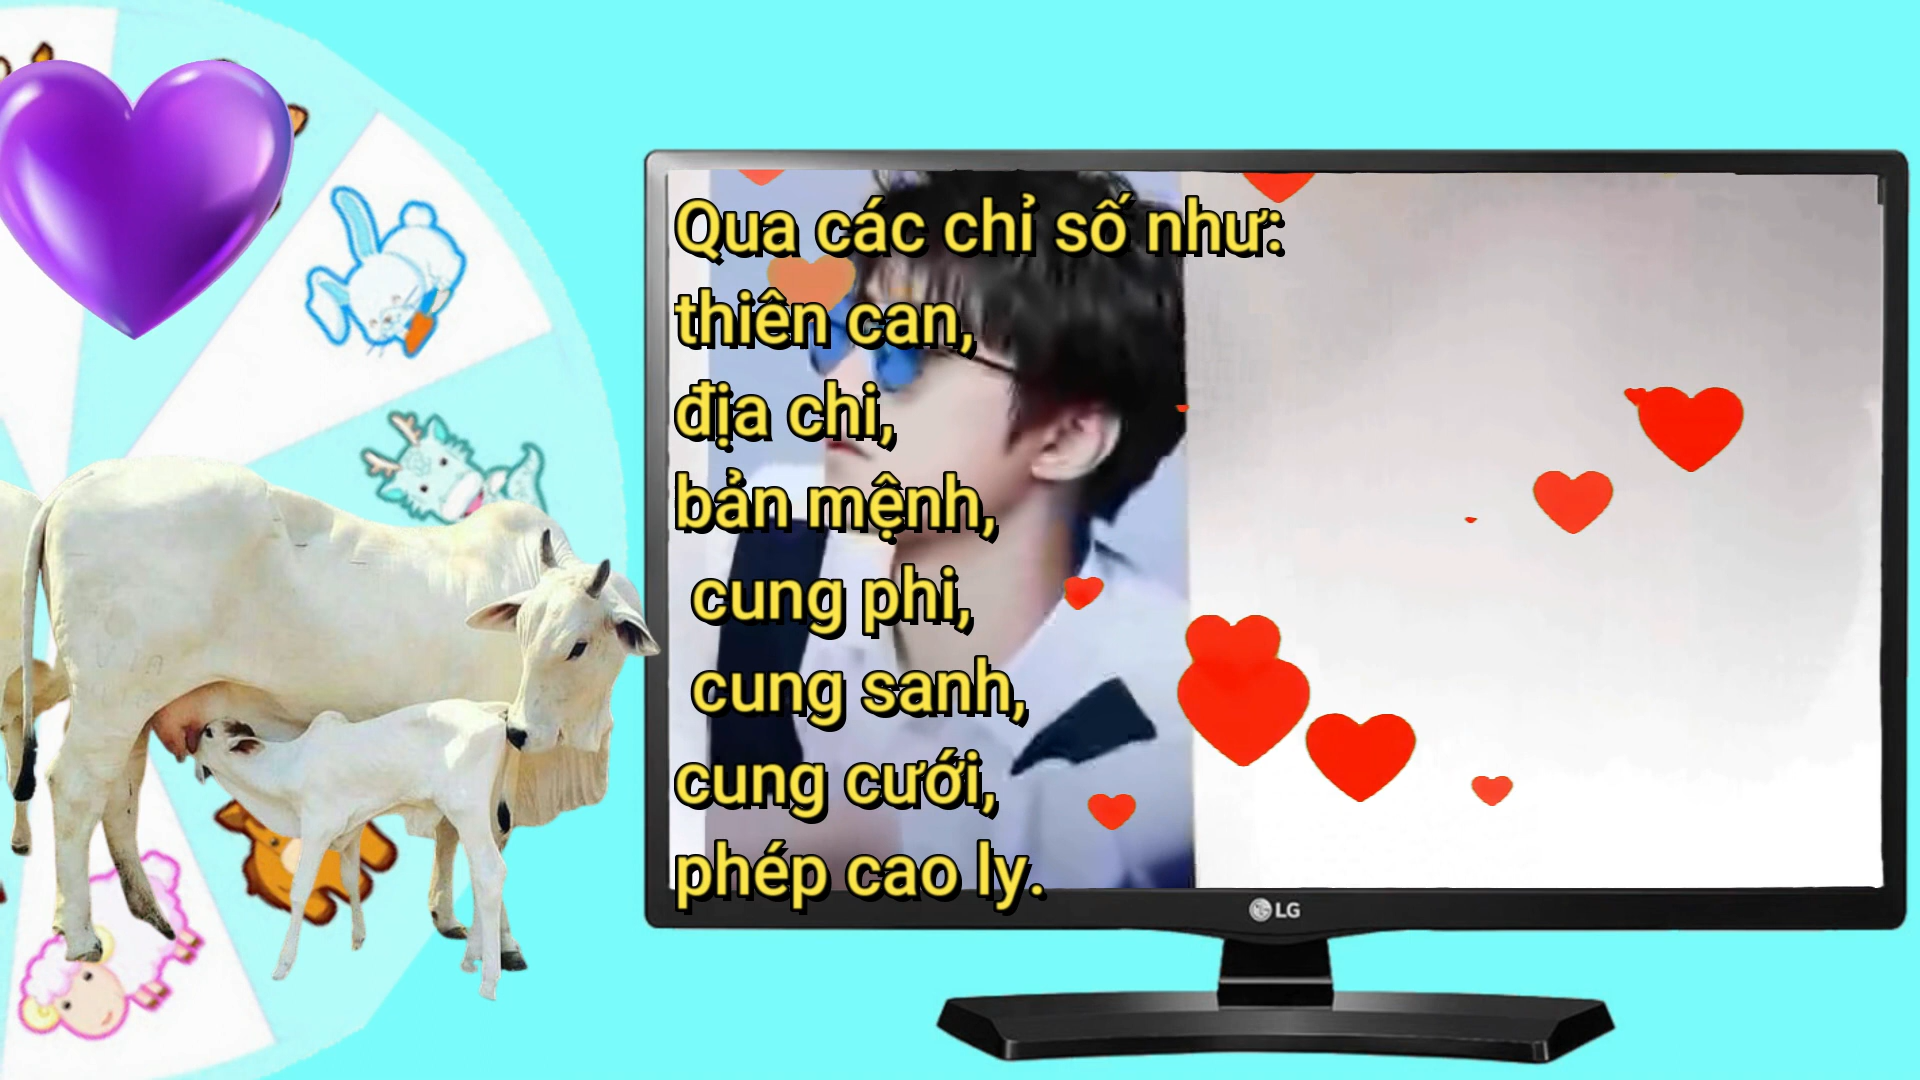 Qua các chỉ số như:
thiên can,
địa chi,
bản mệnh,
cung phi,
cung sanh,
cung cưới,
phép cao ly.
LG